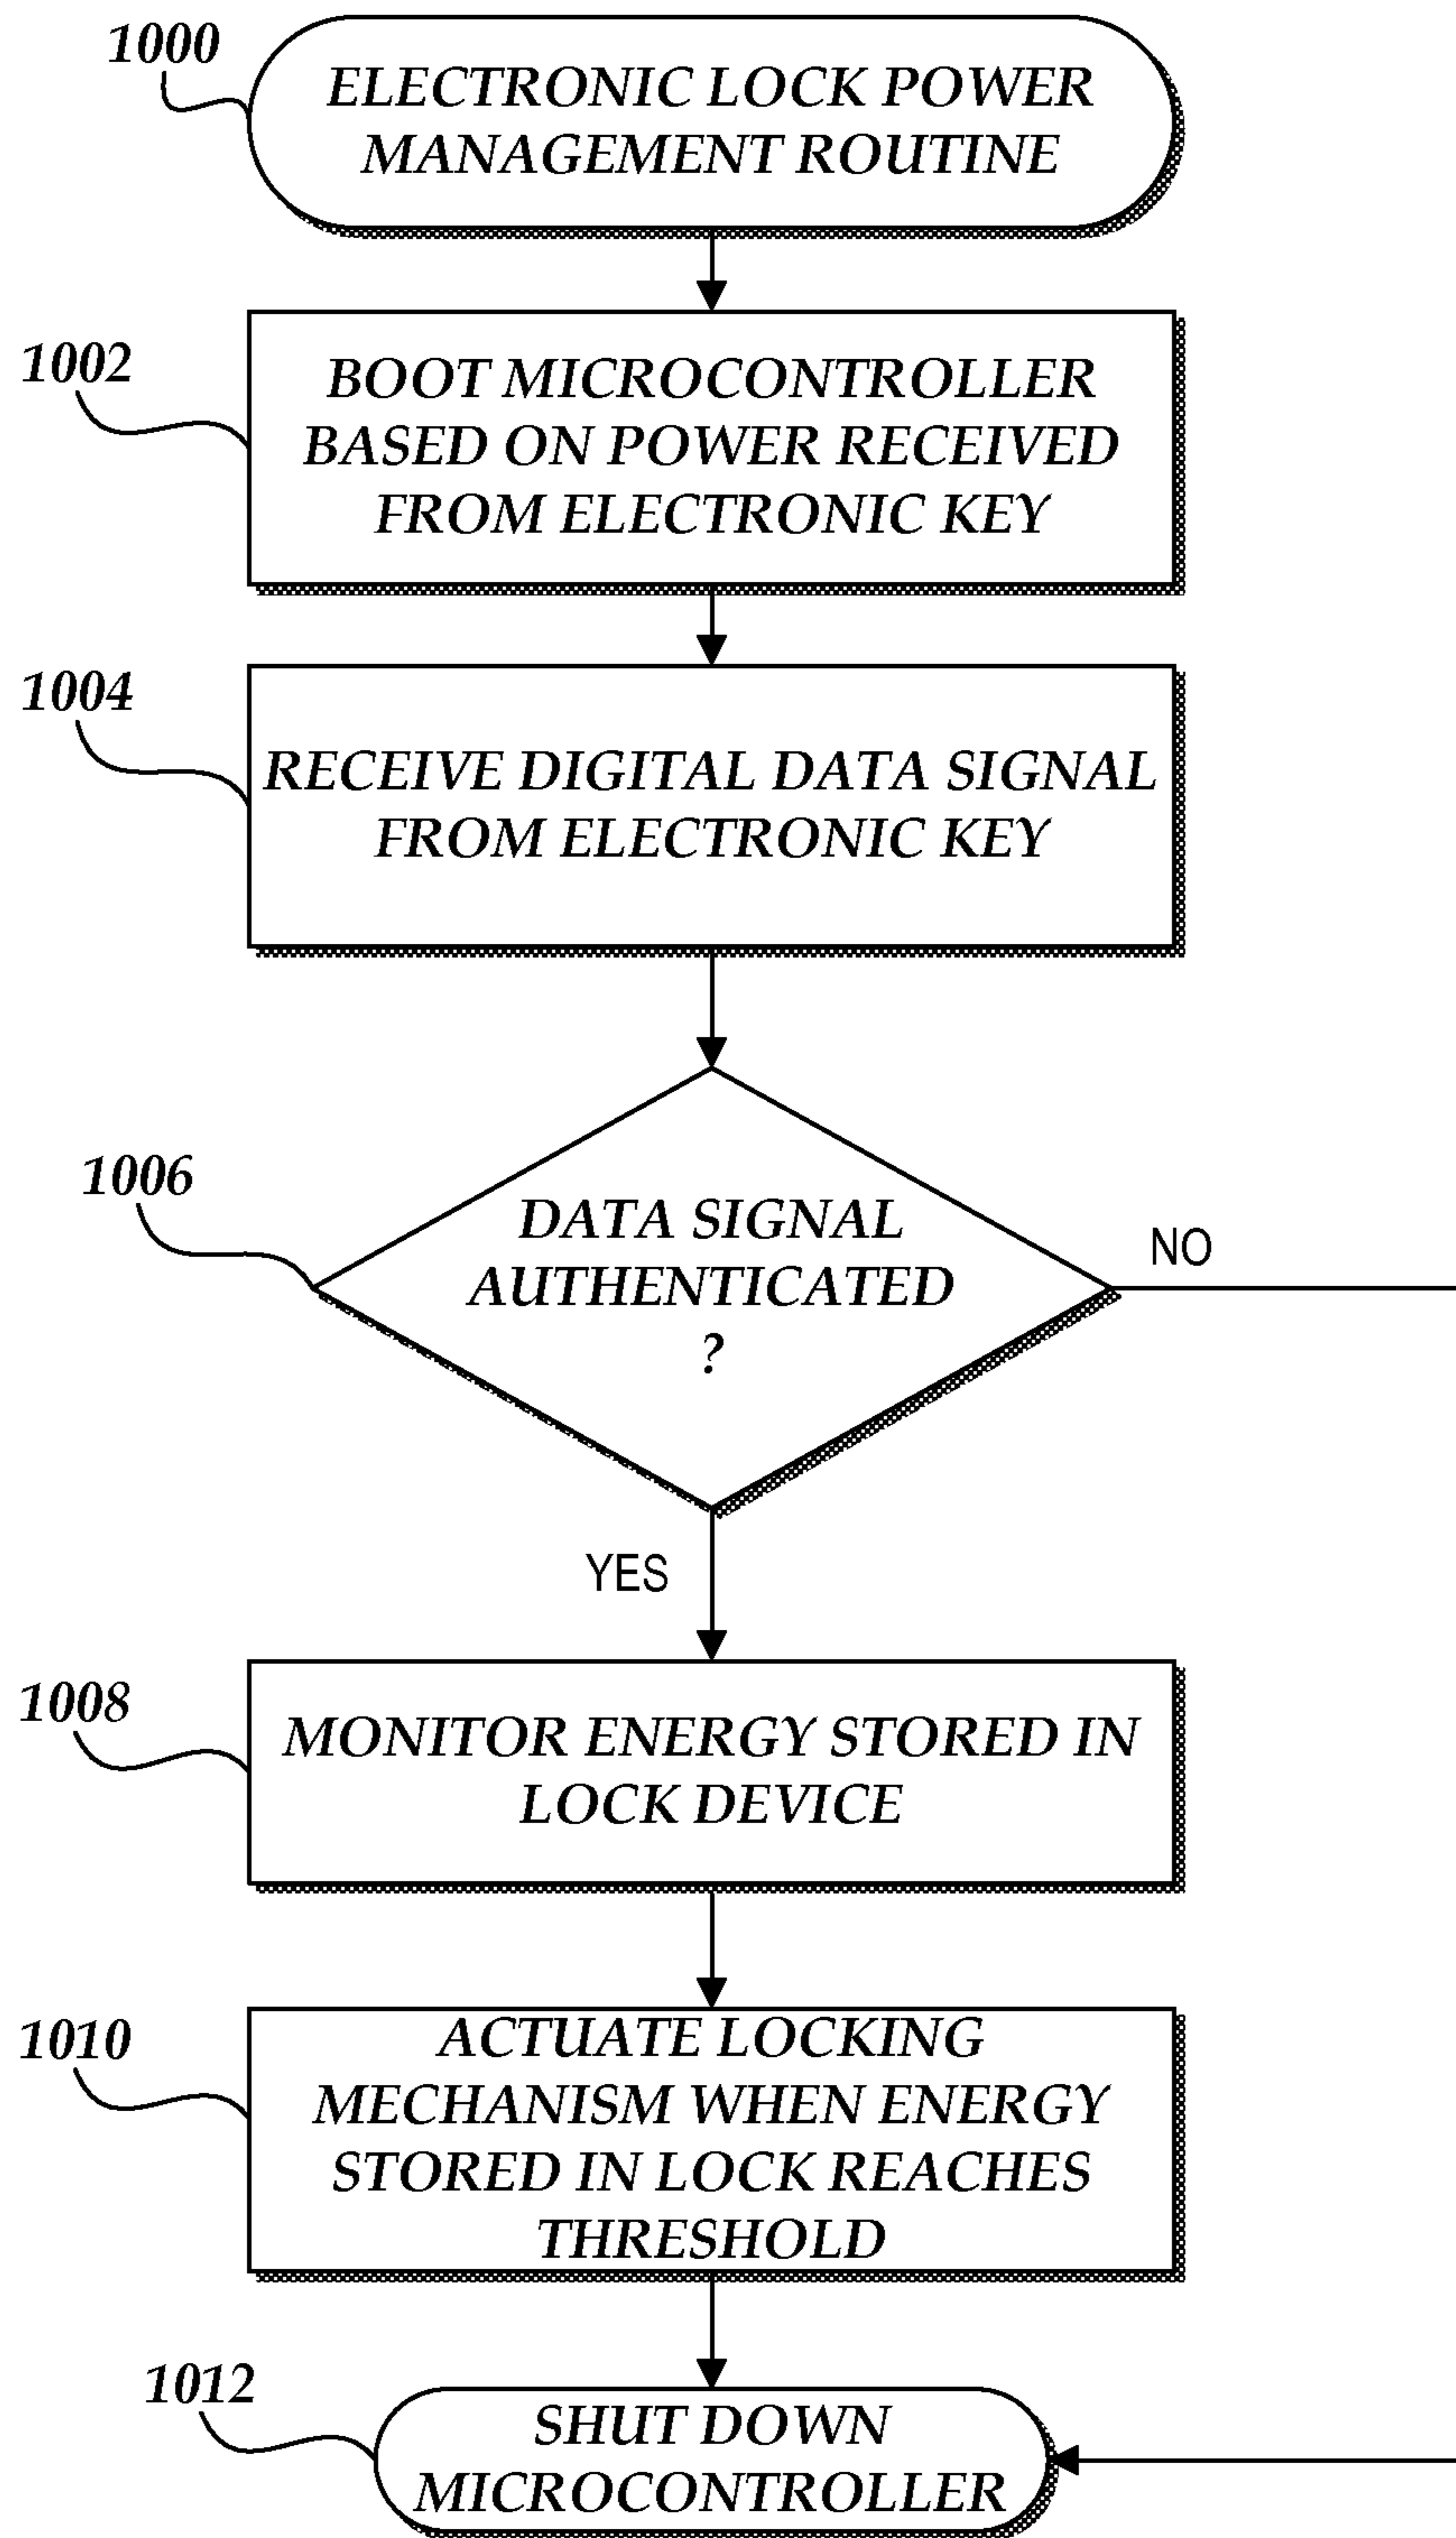 1000
ELECTRONIC LOCK POWER
MANAGEMENT ROUTINE
1002
BOOT MICROCONTROLLER
BASED ON POWER RECEIVED
FROM ELECTRONIC KEY
1004
RECEIVE DIGITAL DATA SIGNAL
FROM ELECTRONIC KEY
1006
DATA SIGNAL
AUTHENTICATED
?
NO
YES
1008
MONITOR ENERGY STORED IN
LOCK DEVICE
1010
ACTUATE LOCKING
MECHANISM WHEN ENERGY
STORED IN LOCK REACHES
THRESHOLD
1012
SHUT DOWN
MICROCONTROLLER